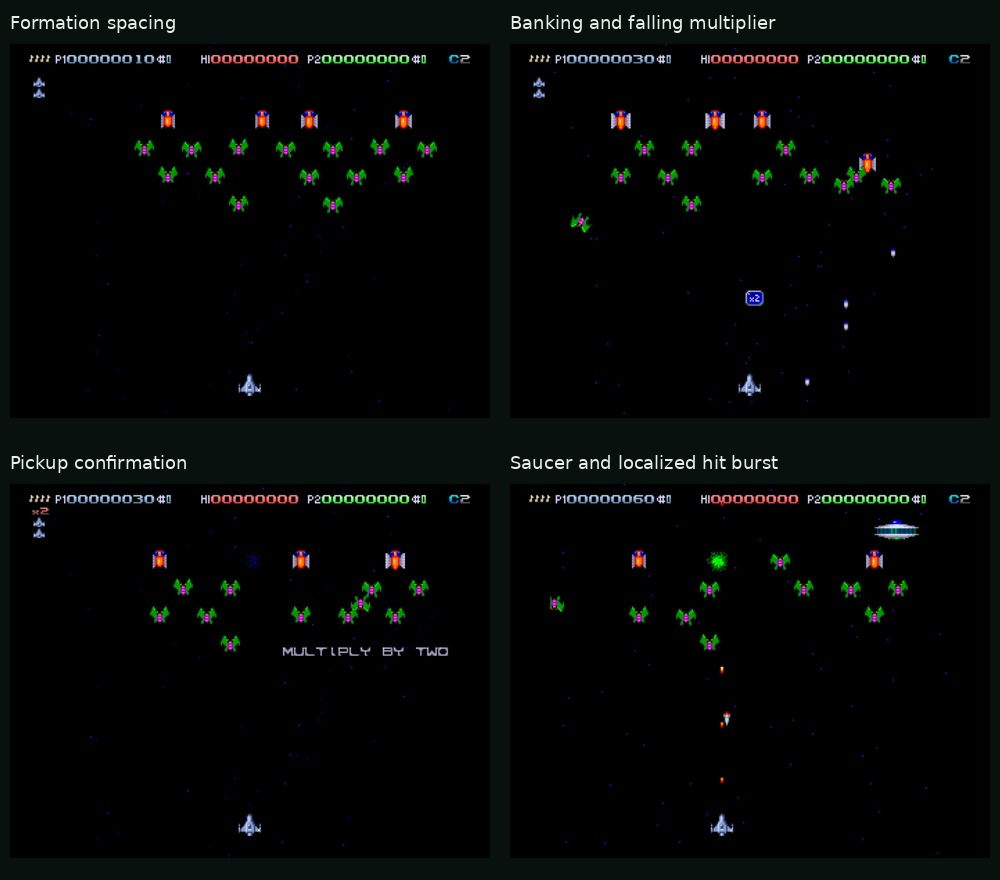 Formation spacing
P100000010
HI00000000
P200000000
C2
Banking and falling multiplier
P100000030
HI00000000
P200000000
C2
x2
Pickup confirmation
P100000030
HI00000000
P200000000
C2
x2
MULTIPLY BY TWO
Saucer and localized hit burst
P100000060
HI00000000
P200000000
C2